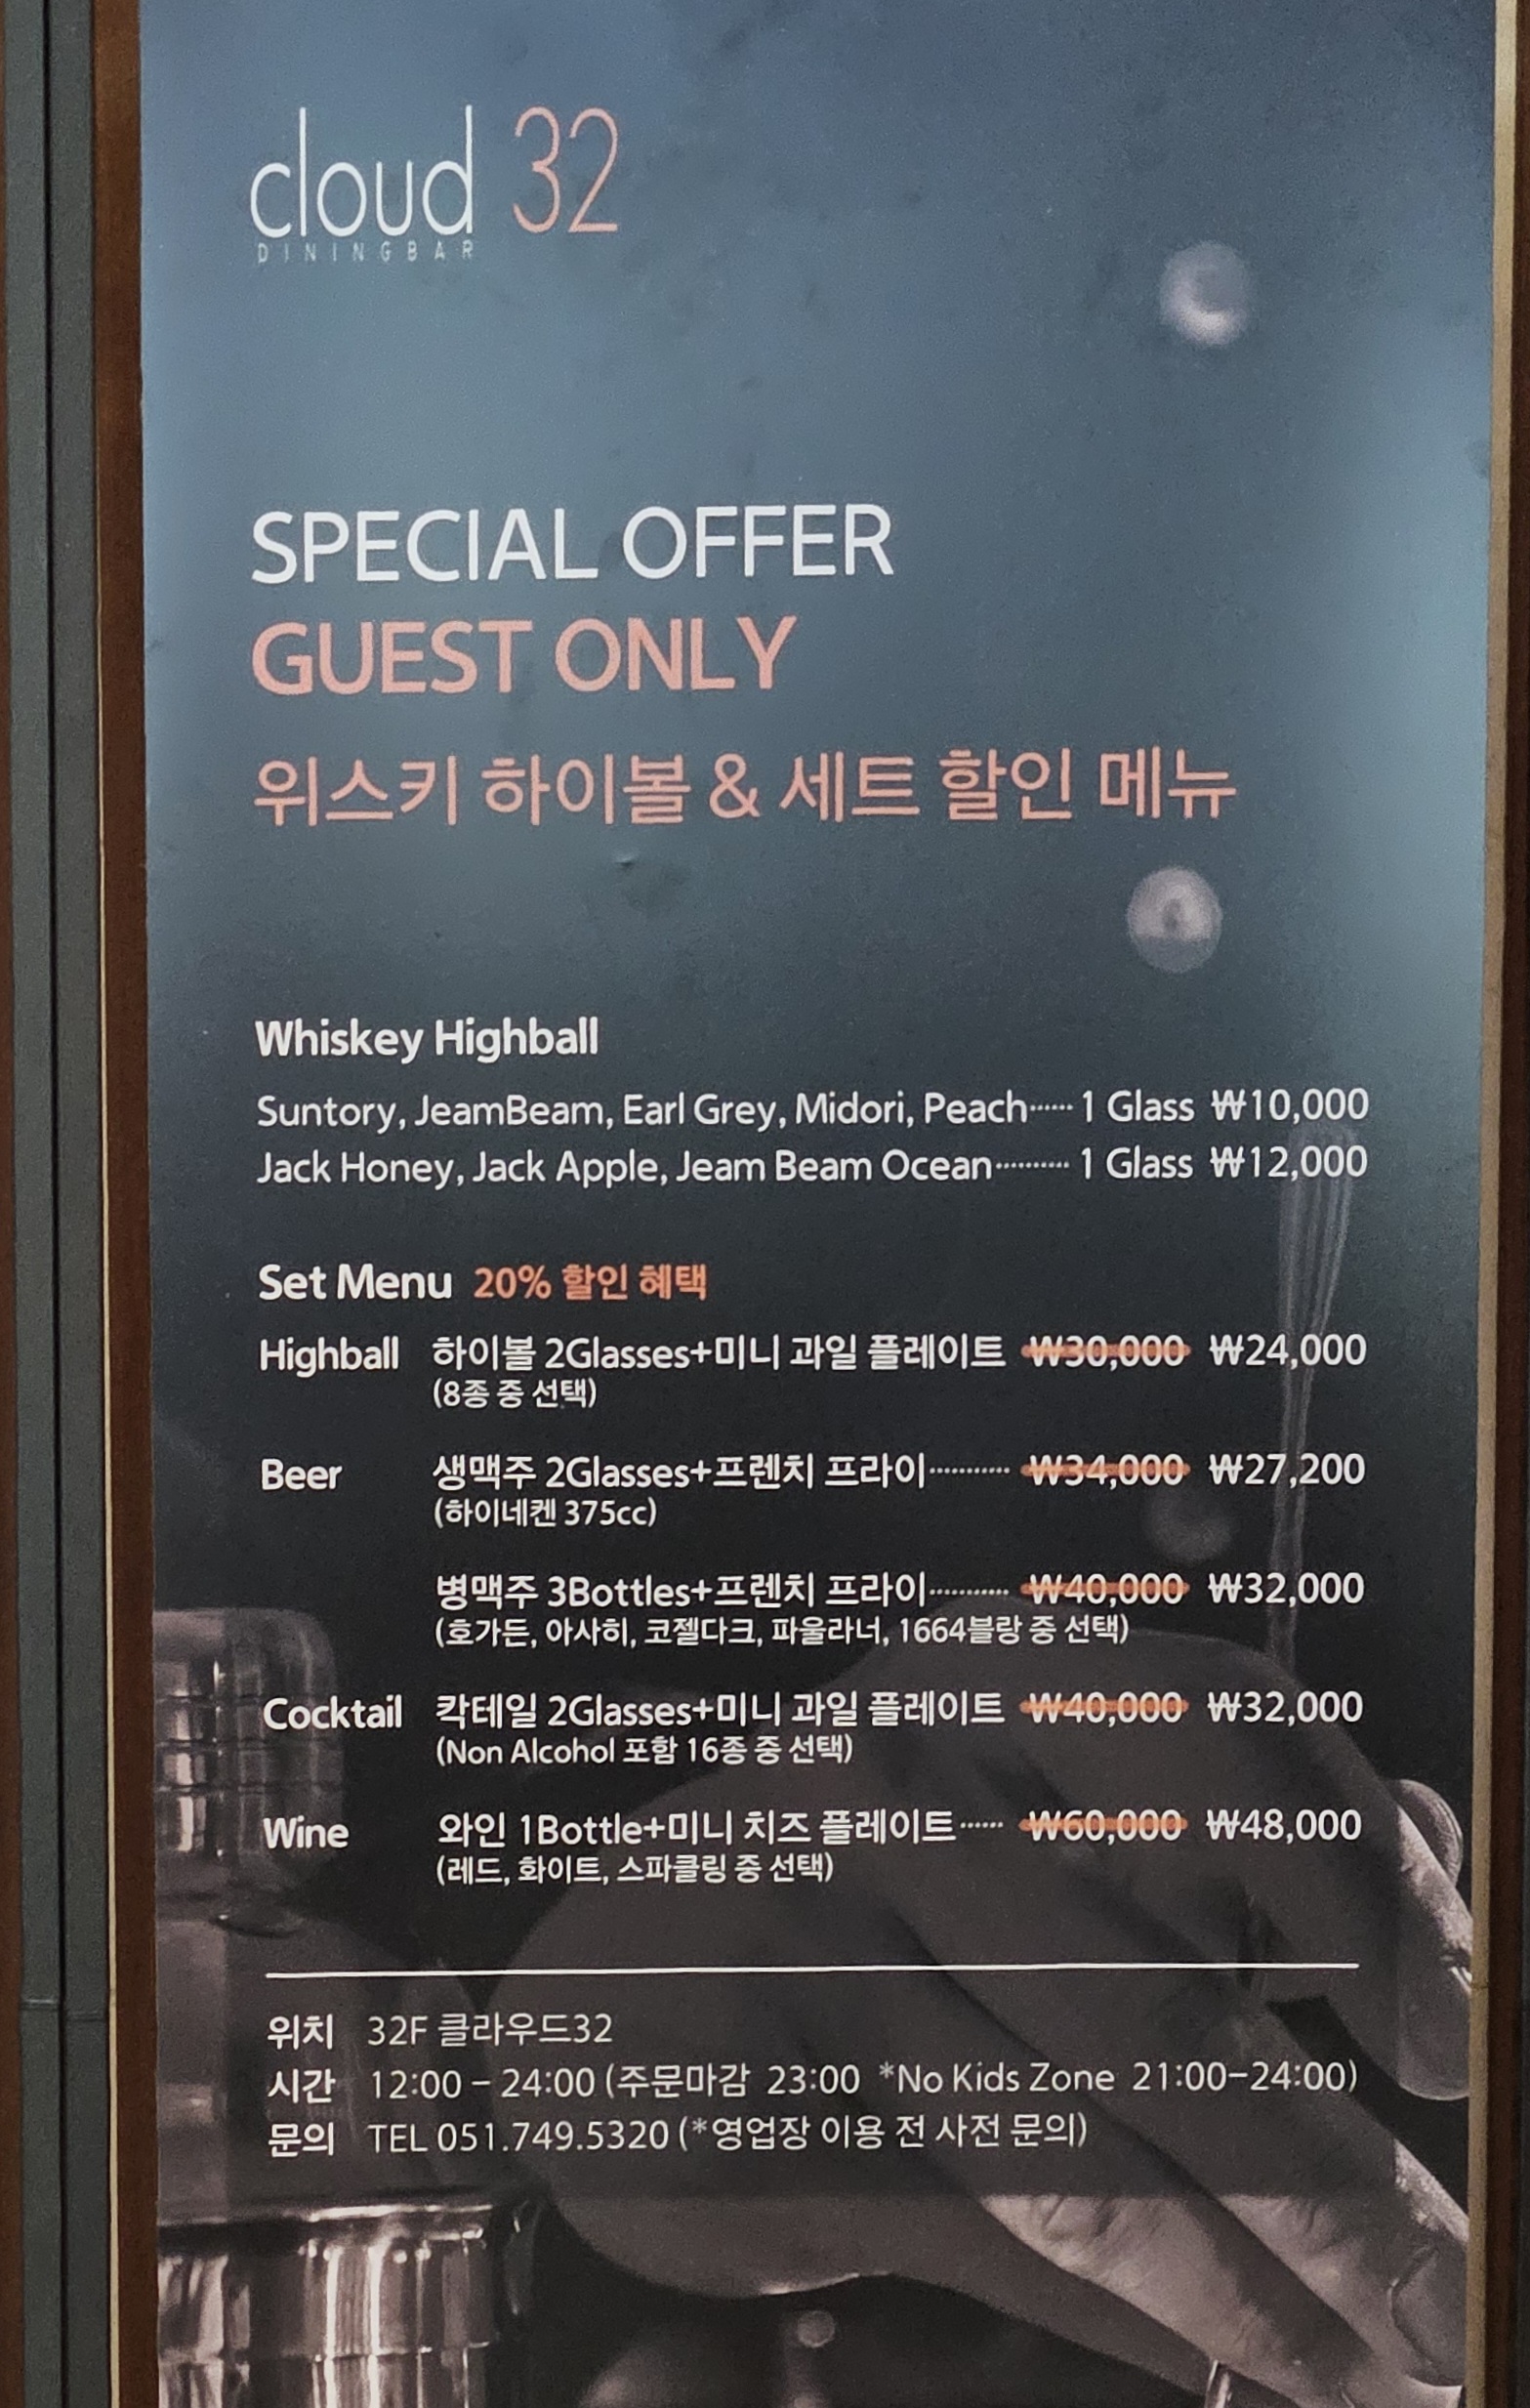 cloud 32
DININGBAR
SPECIAL OFFER
GUEST ONLY
위스키 하이볼 & 세트 할인 메뉴
Whiskey Highball
Suntory, JeamBeam, Earl Grey, Midori, Peach······ 1 Glass ₩10,000
Jack Honey, Jack Apple, Jeam Beam Ocean·········· 1 Glass ₩12,000
Set Menu 20% 할인 혜택
Highball 하이볼 2Glasses+미니 과일 플레이트 ₩30,000 ₩24,000
(8종 중 선택)
Beer 생맥주 2Glasses+프렌치 프라이··········· ₩34,000 ₩27,200
(하이네켄 375cc)
병맥주 3Bottles+프렌치 프라이··········· ₩40,000 ₩32,000
(호가든, 아사히, 코젤다크, 파울라너, 1664블랑 중 선택)
Cocktail 칵테일 2Glasses+미니 과일 플레이트 ₩40,000 ₩32,000
(Non Alcohol 포함 16종 중 선택)
Wine 와인 1Bottle+미니 치즈 플레이트······ ₩60,000 ₩48,000
(레드, 화이트, 스파클링 중 선택)
위치 32F 클라우드32
시간 12:00 – 24:00 (주문마감 23:00 *No Kids Zone 21:00–24:00)
문의 TEL 051.749.5320 (*영업장 이용 전 사전 문의)